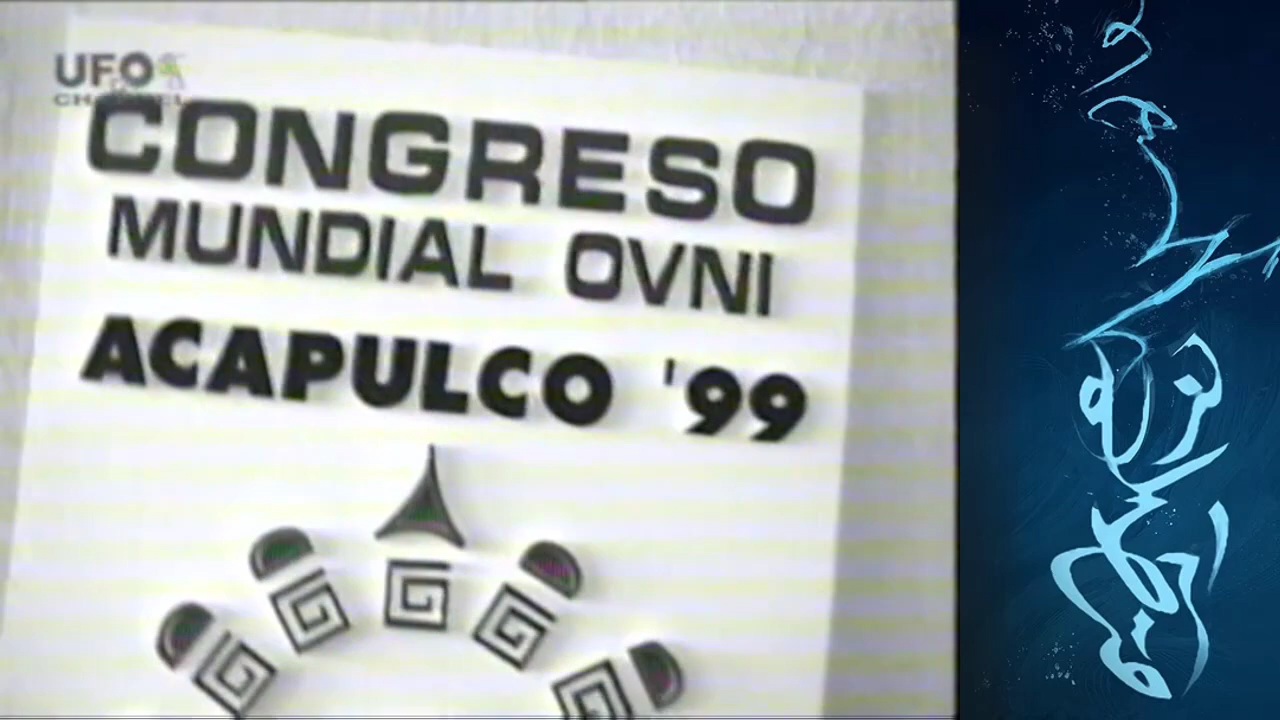 UFO
CHANNEL
CONGRESO
MUNDIAL OVNI
ACAPULCO '99